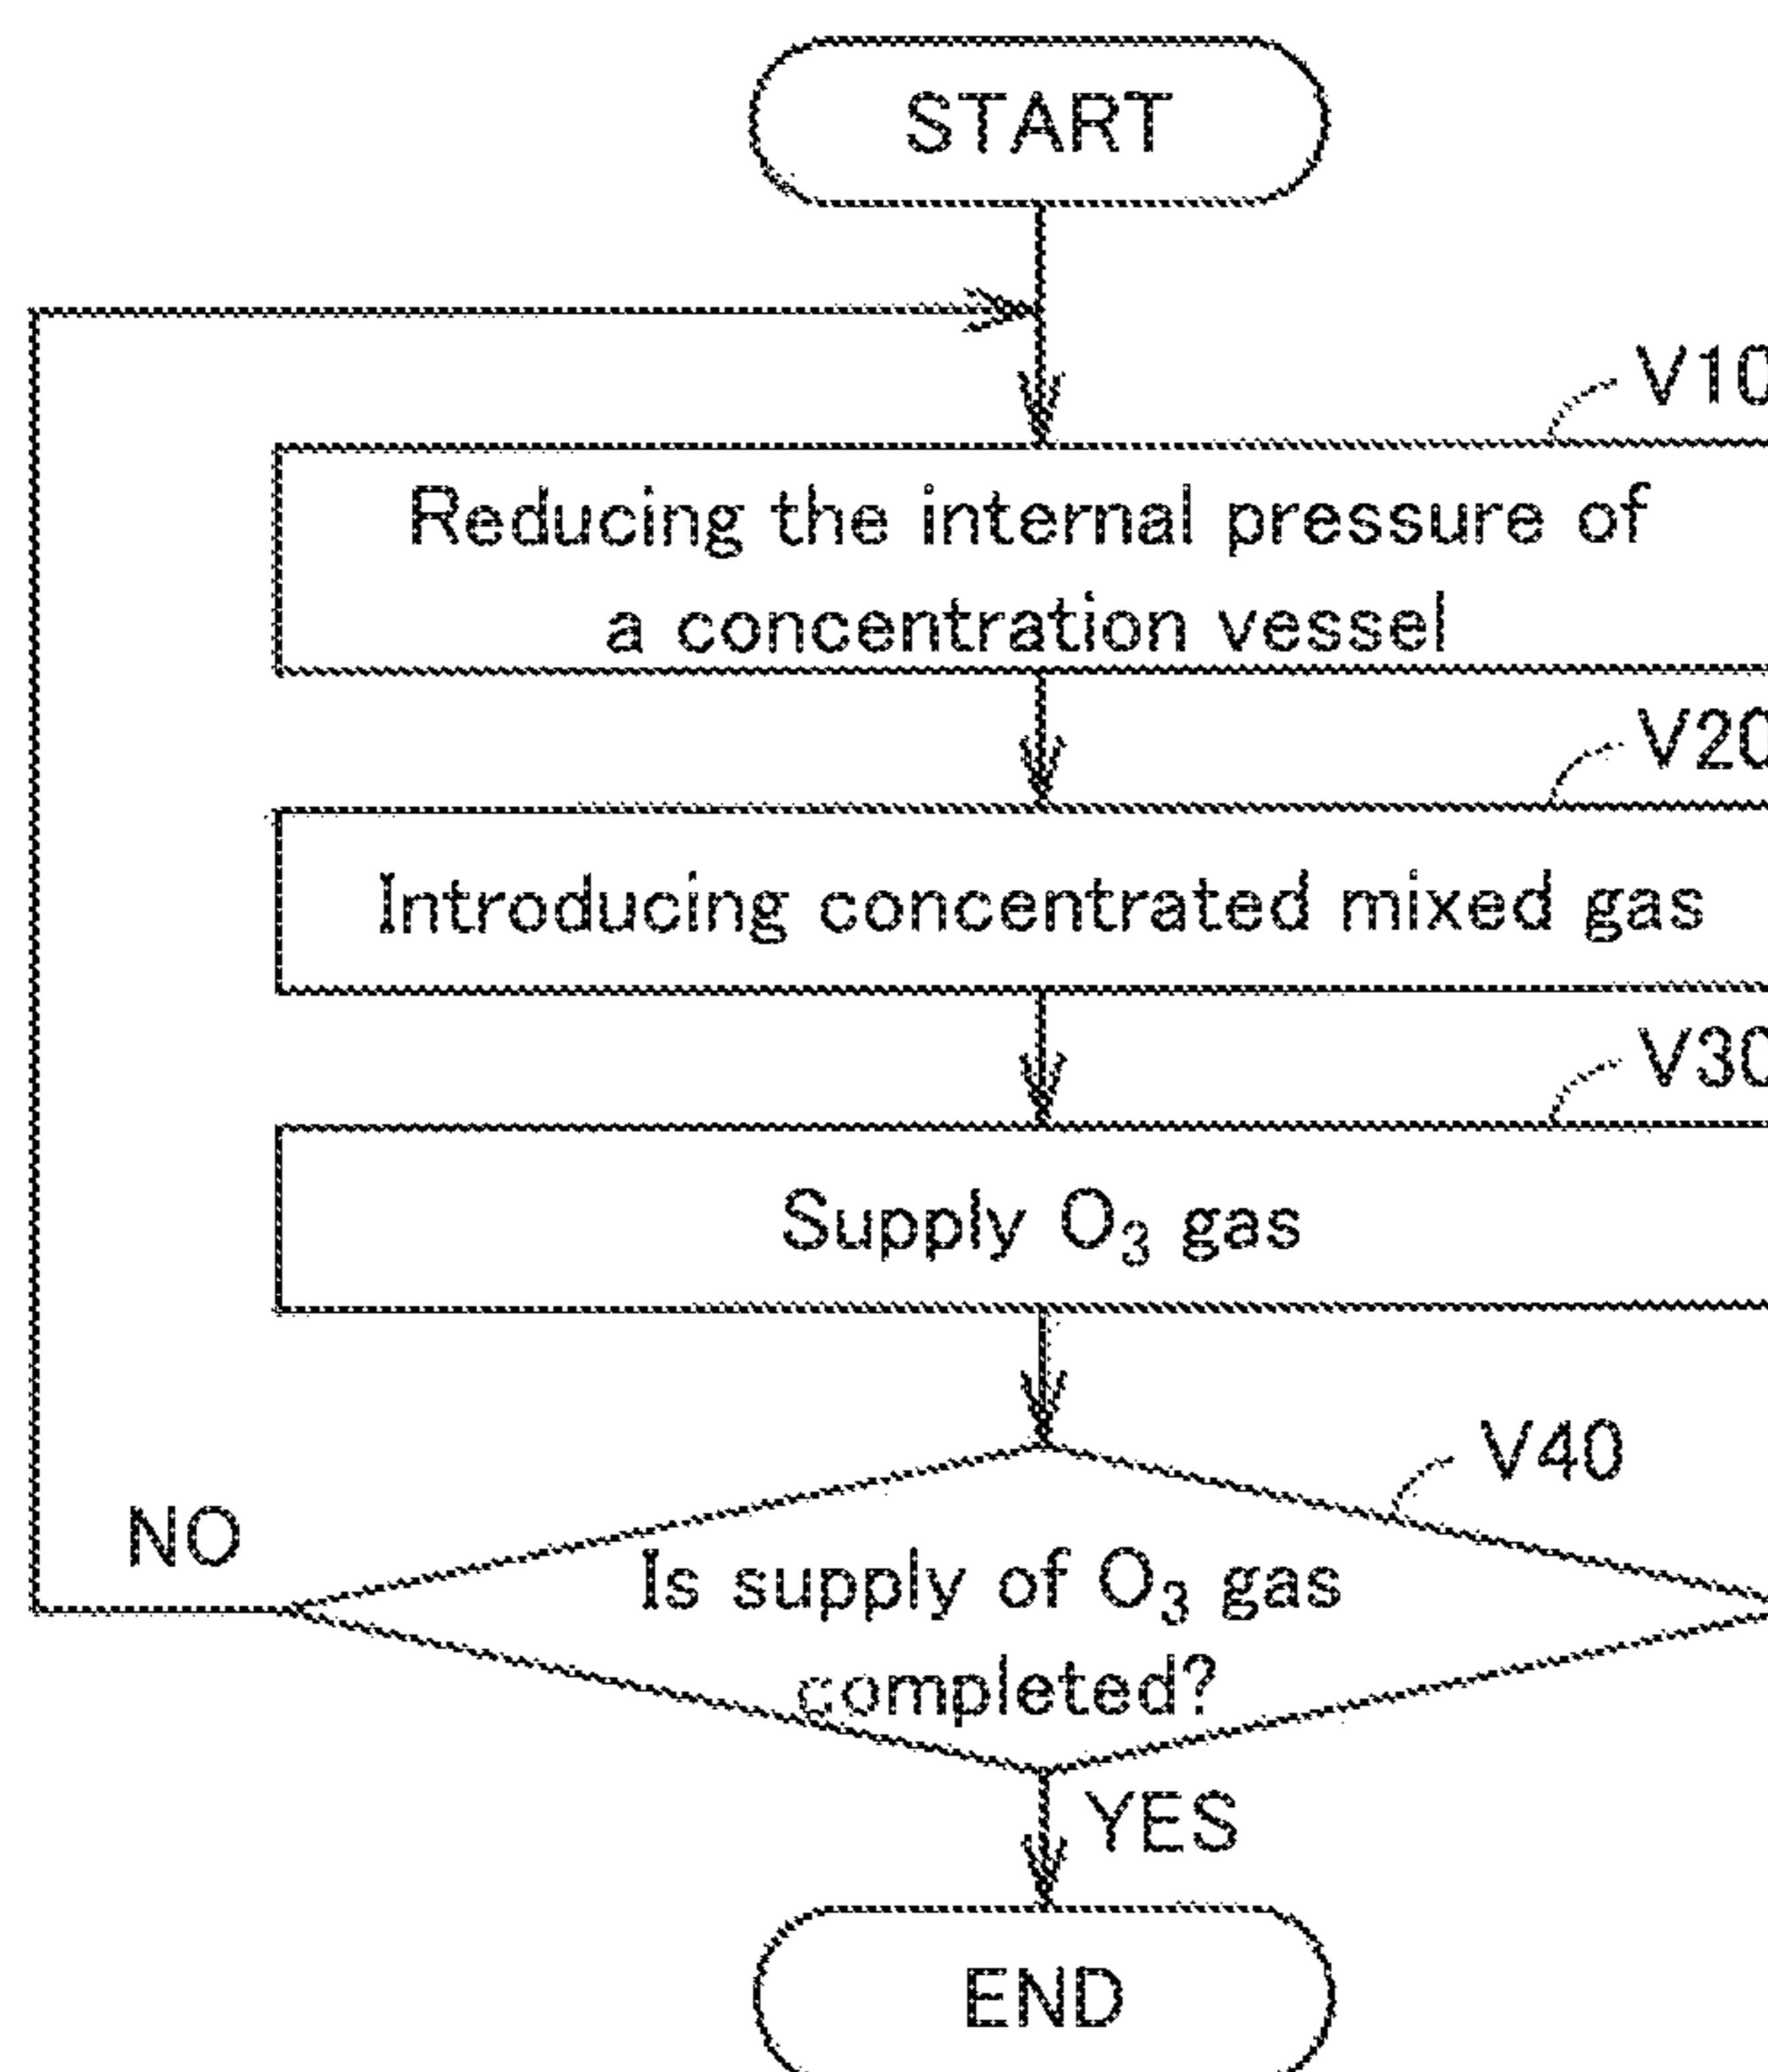 START
V10
Reducing the internal pressure of
a concentration vessel
V20
Introducing concentrated mixed gas
V30
Supply O₃ gas
V40
NO
Is supply of O₃ gas
completed?
YES
END